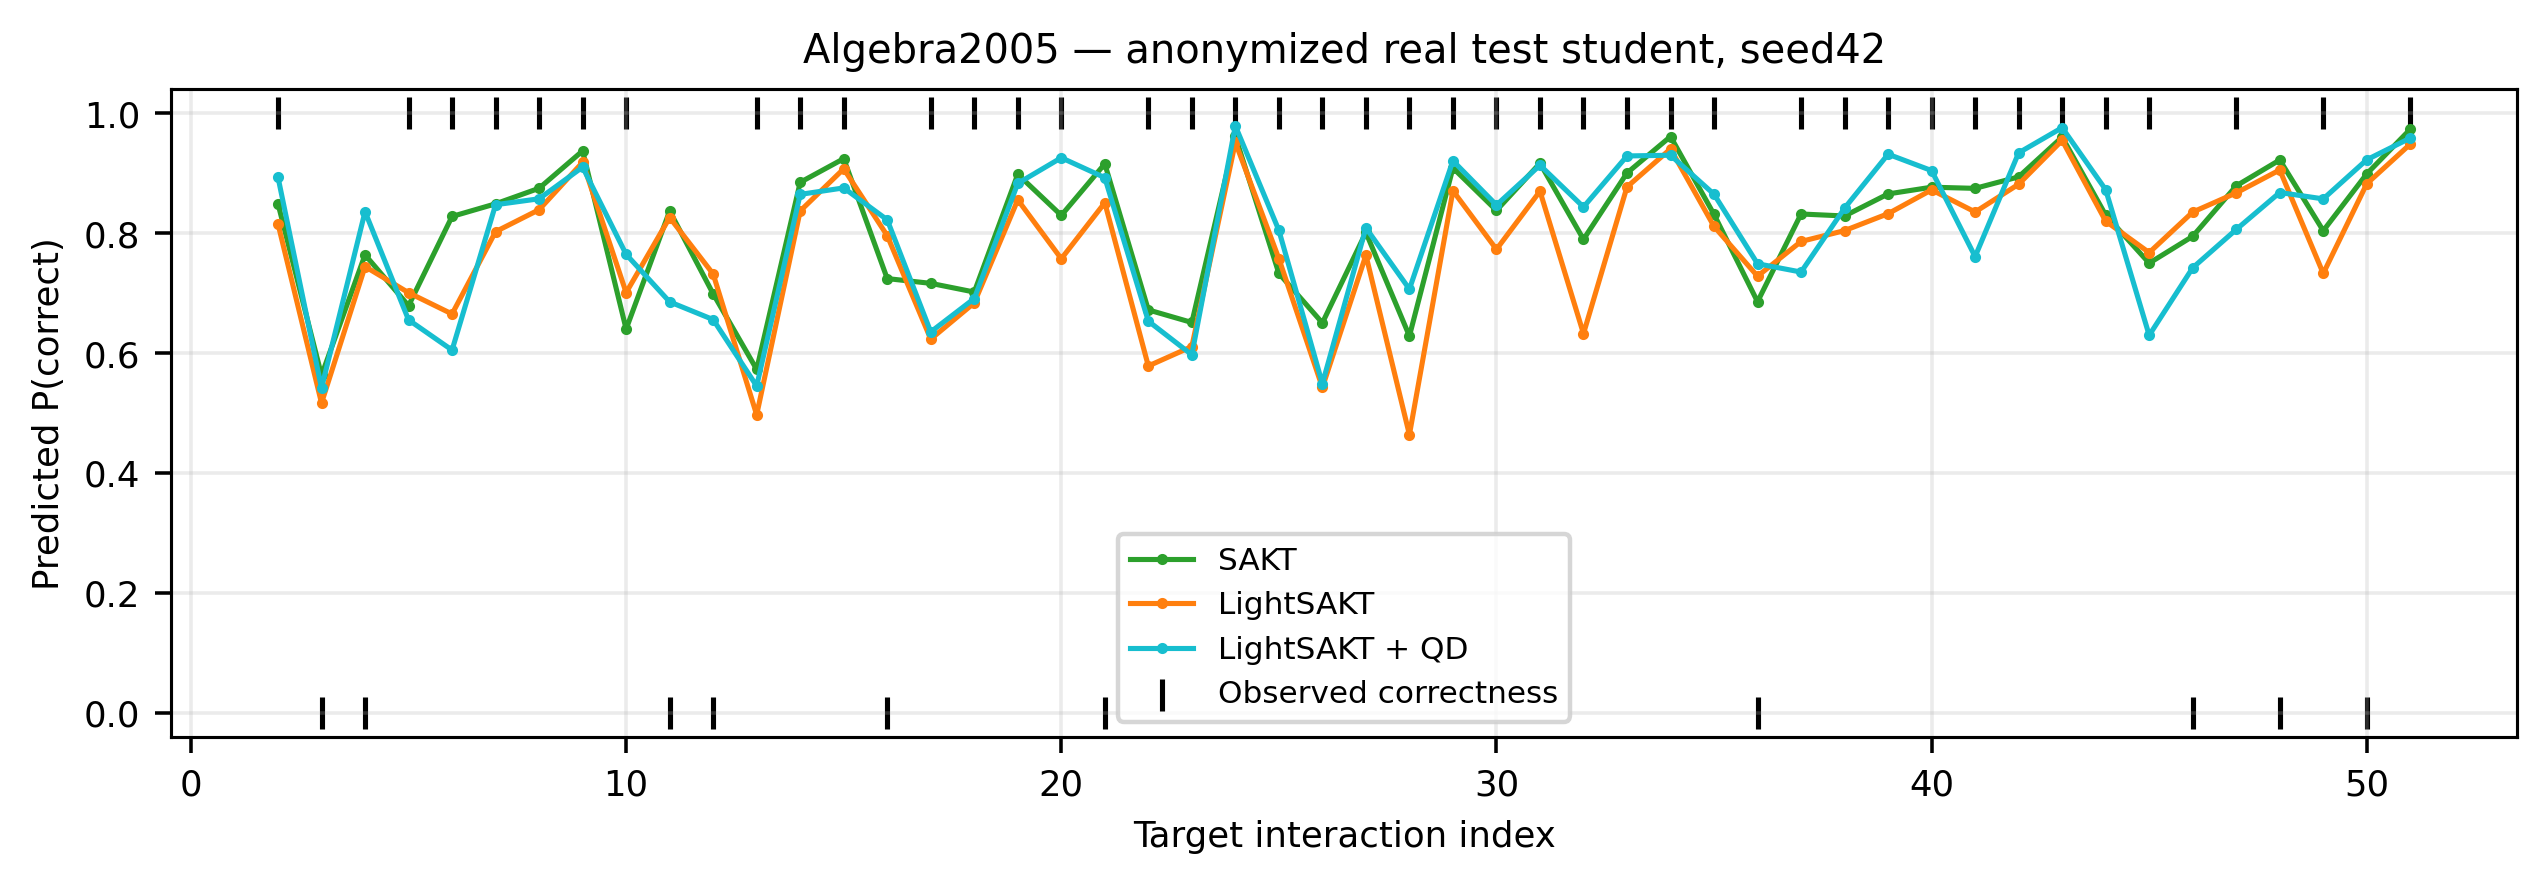 Algebra2005 — anonymized real test student, seed42
Predicted P(correct)
1.0
0.8
0.6
0.4
0.2
0.0
SAKT
LightSAKT
LightSAKT + QD
Observed correctness
0 10 20 30 40 50
Target interaction index